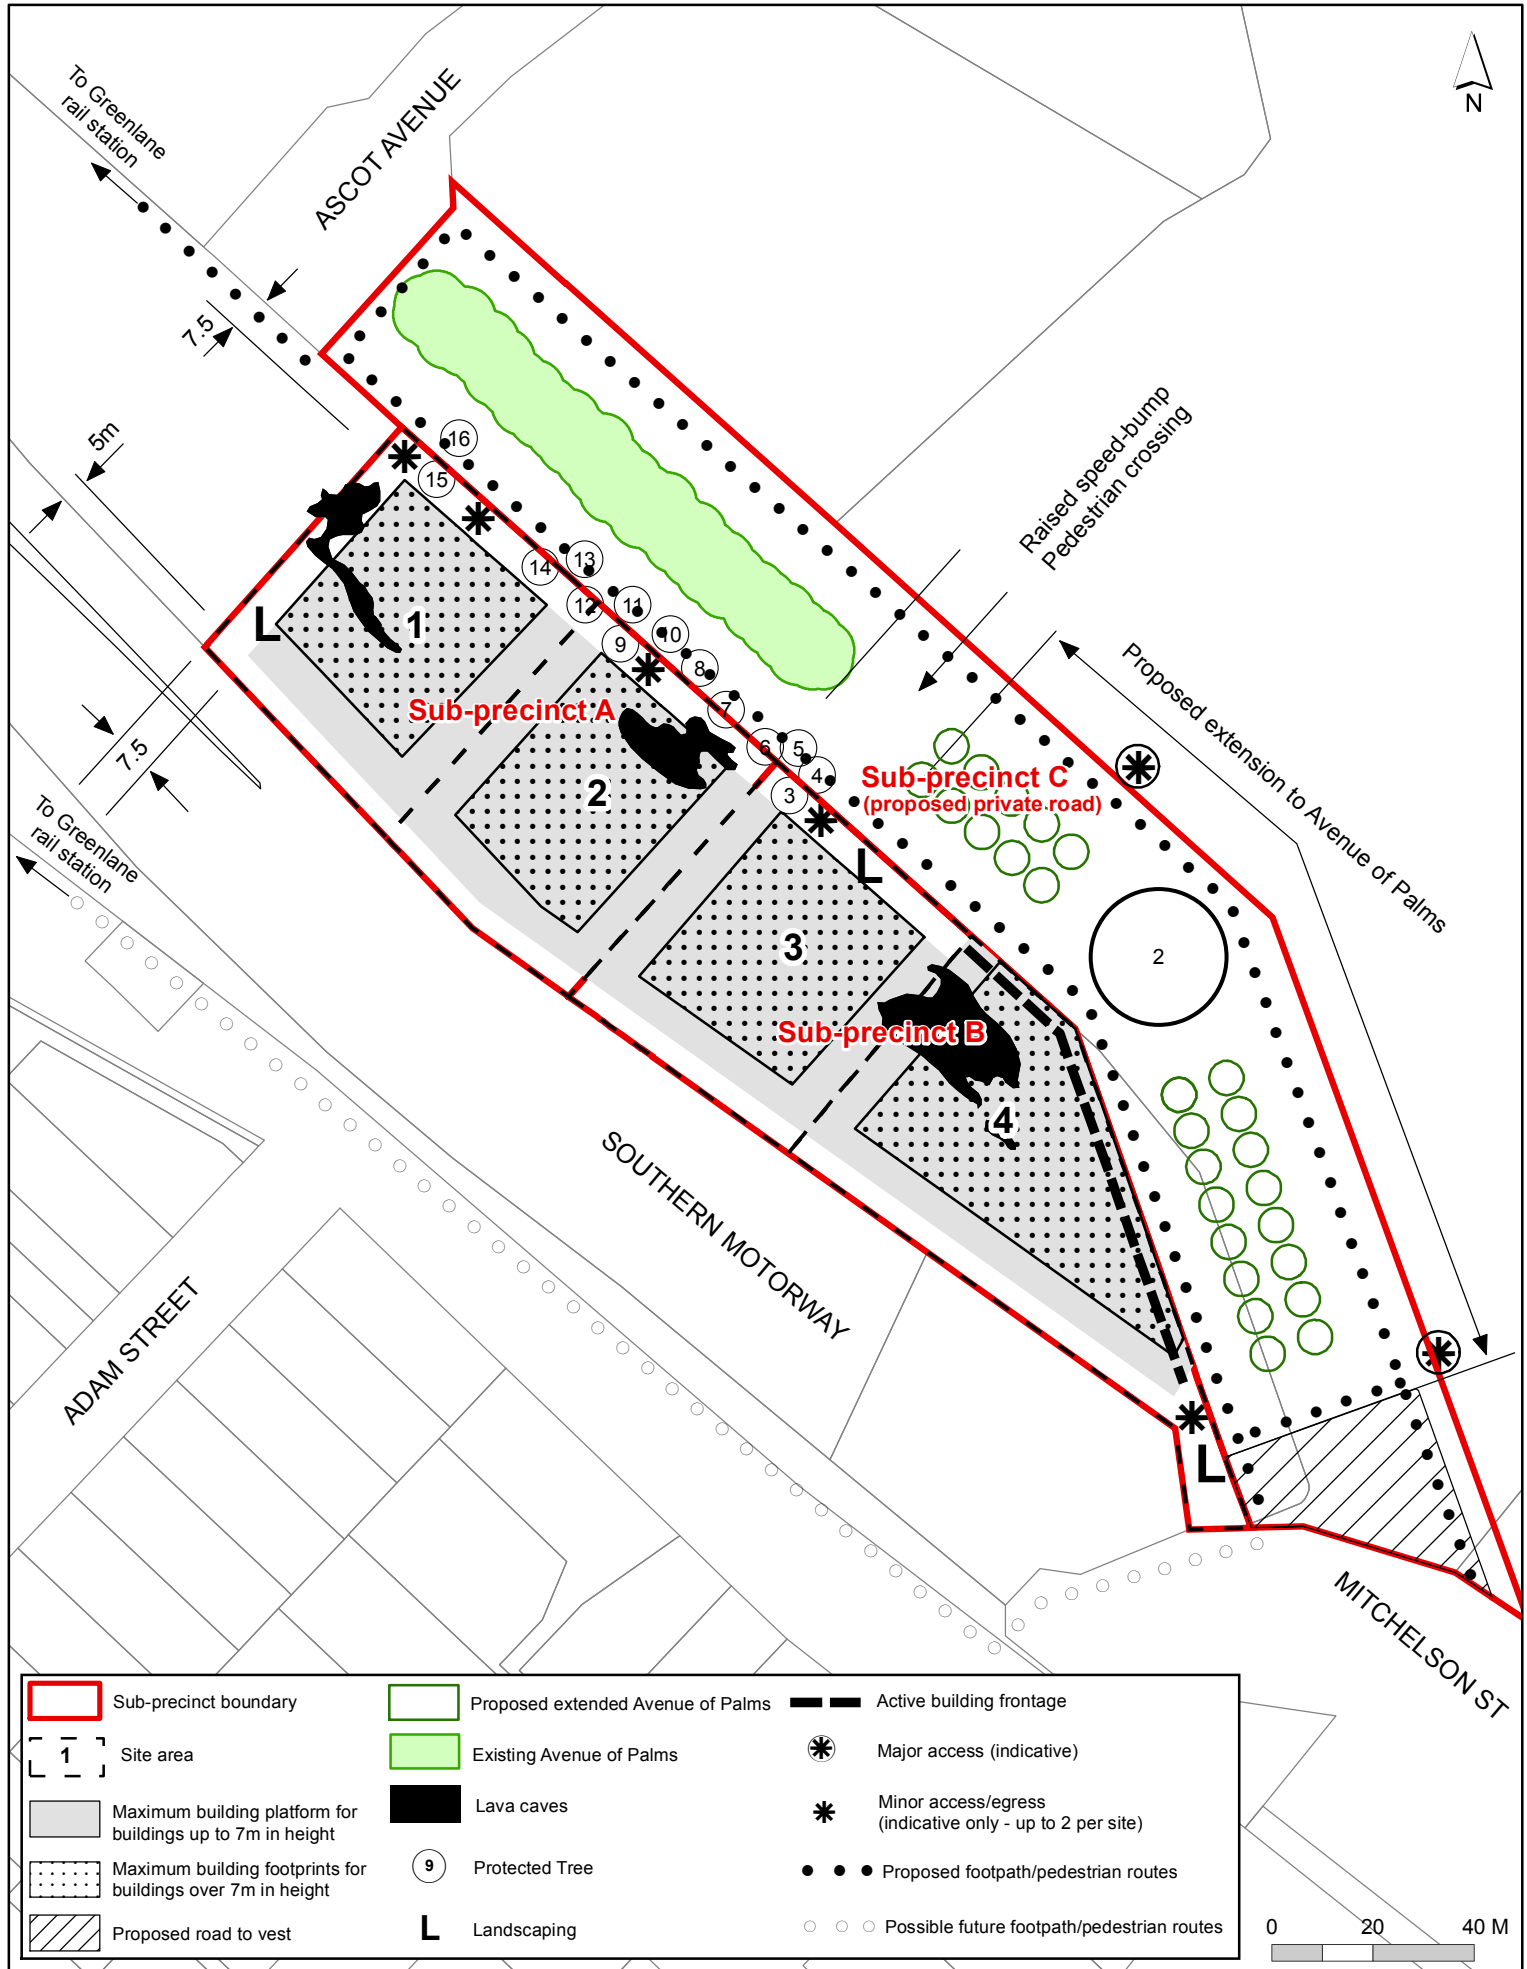 To Greenlane
rail station
ASCOT AVENUE
N
7.5
5m
7.5
To Greenlane
rail station
Raised speed-bump
Pedestrian crossing
Proposed extension to Avenue of Palms
16
15
14
13
12
11
10
9
8
7
6
5
4
3
2
L
1
Sub-precinct A
2
Sub-precinct C
(proposed private road)
L
3
Sub-precinct B
4
L
SOUTHERN MOTORWAY
ADAM STREET
MITCHELSON ST
Sub-precinct boundary
1
Site area
Maximum building platform for
buildings up to 7m in height
Maximum building footprints for
buildings over 7m in height
Proposed road to vest
Proposed extended Avenue of Palms
Existing Avenue of Palms
Lava caves
9
Protected Tree
L
Landscaping
Active building frontage
Major access (indicative)
Minor access/egress
(indicative only - up to 2 per site)
Proposed footpath/pedestrian routes
Possible future footpath/pedestrian routes
0 20 40 M